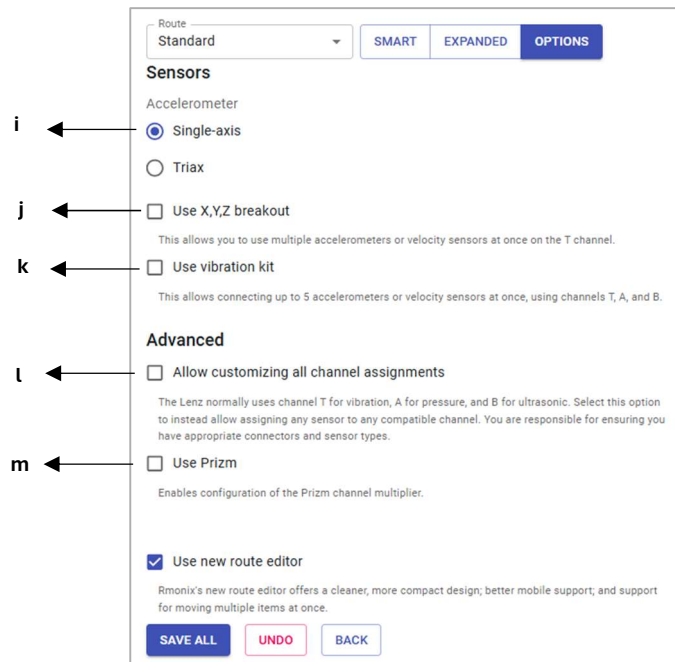 Route
Standard
SMART
EXPANDED
OPTIONS
Sensors
Accelerometer
i
Single-axis
Triax
j
Use X,Y,Z breakout
This allows you to use multiple accelerometers or velocity sensors at once on the T channel.
k
Use vibration kit
This allows connecting up to 5 accelerometers or velocity sensors at once, using channels T, A, and B.
Advanced
l
Allow customizing all channel assignments
The Lenz normally uses channel T for vibration, A for pressure, and B for ultrasonic. Select this option
to instead allow assigning any sensor to any compatible channel. You are responsible for ensuring you
have appropriate connectors and sensor types.
m
Use Prizm
Enables configuration of the Prizm channel multiplier.
Use new route editor
Rmonix's new route editor offers a cleaner, more compact design; better mobile support; and support
for moving multiple items at once.
SAVE ALL
UNDO
BACK